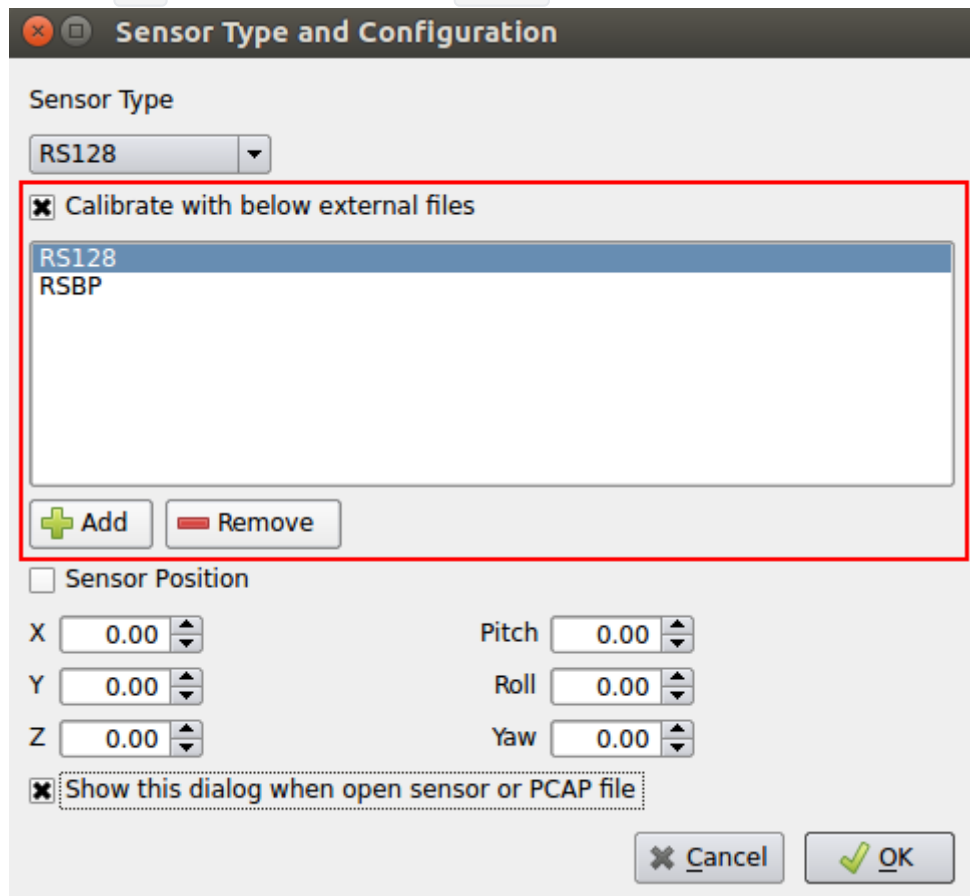 Sensor Type and Configuration
Sensor Type
RS128
Calibrate with below external files
RS128
RSBP
Add Remove
Sensor Position
X 0.00 Pitch 0.00
Y 0.00 Roll 0.00
Z 0.00 Yaw 0.00
Show this dialog when open sensor or PCAP file
Cancel OK